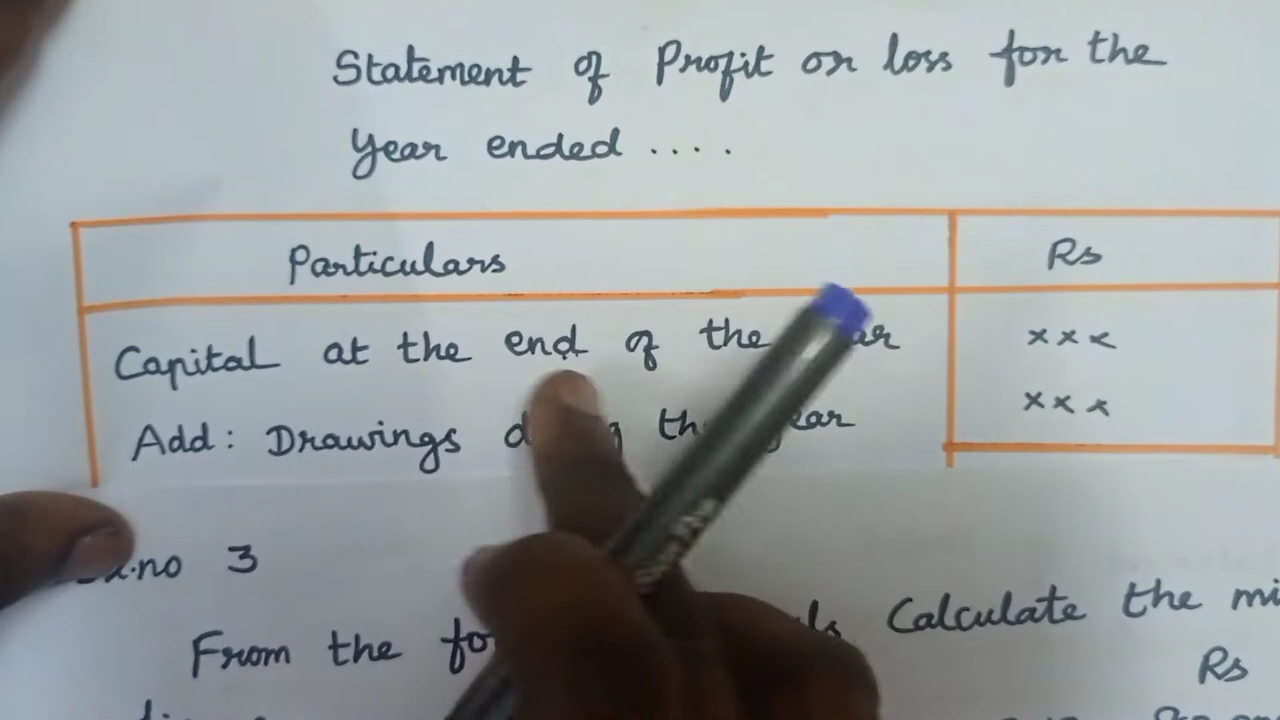 Statement of Profit or loss for the
Year ended ....
Particulars Rs
Capital at the end of the xxx
Add: Drawings xxx
no 3
From the Calculate the
Rs